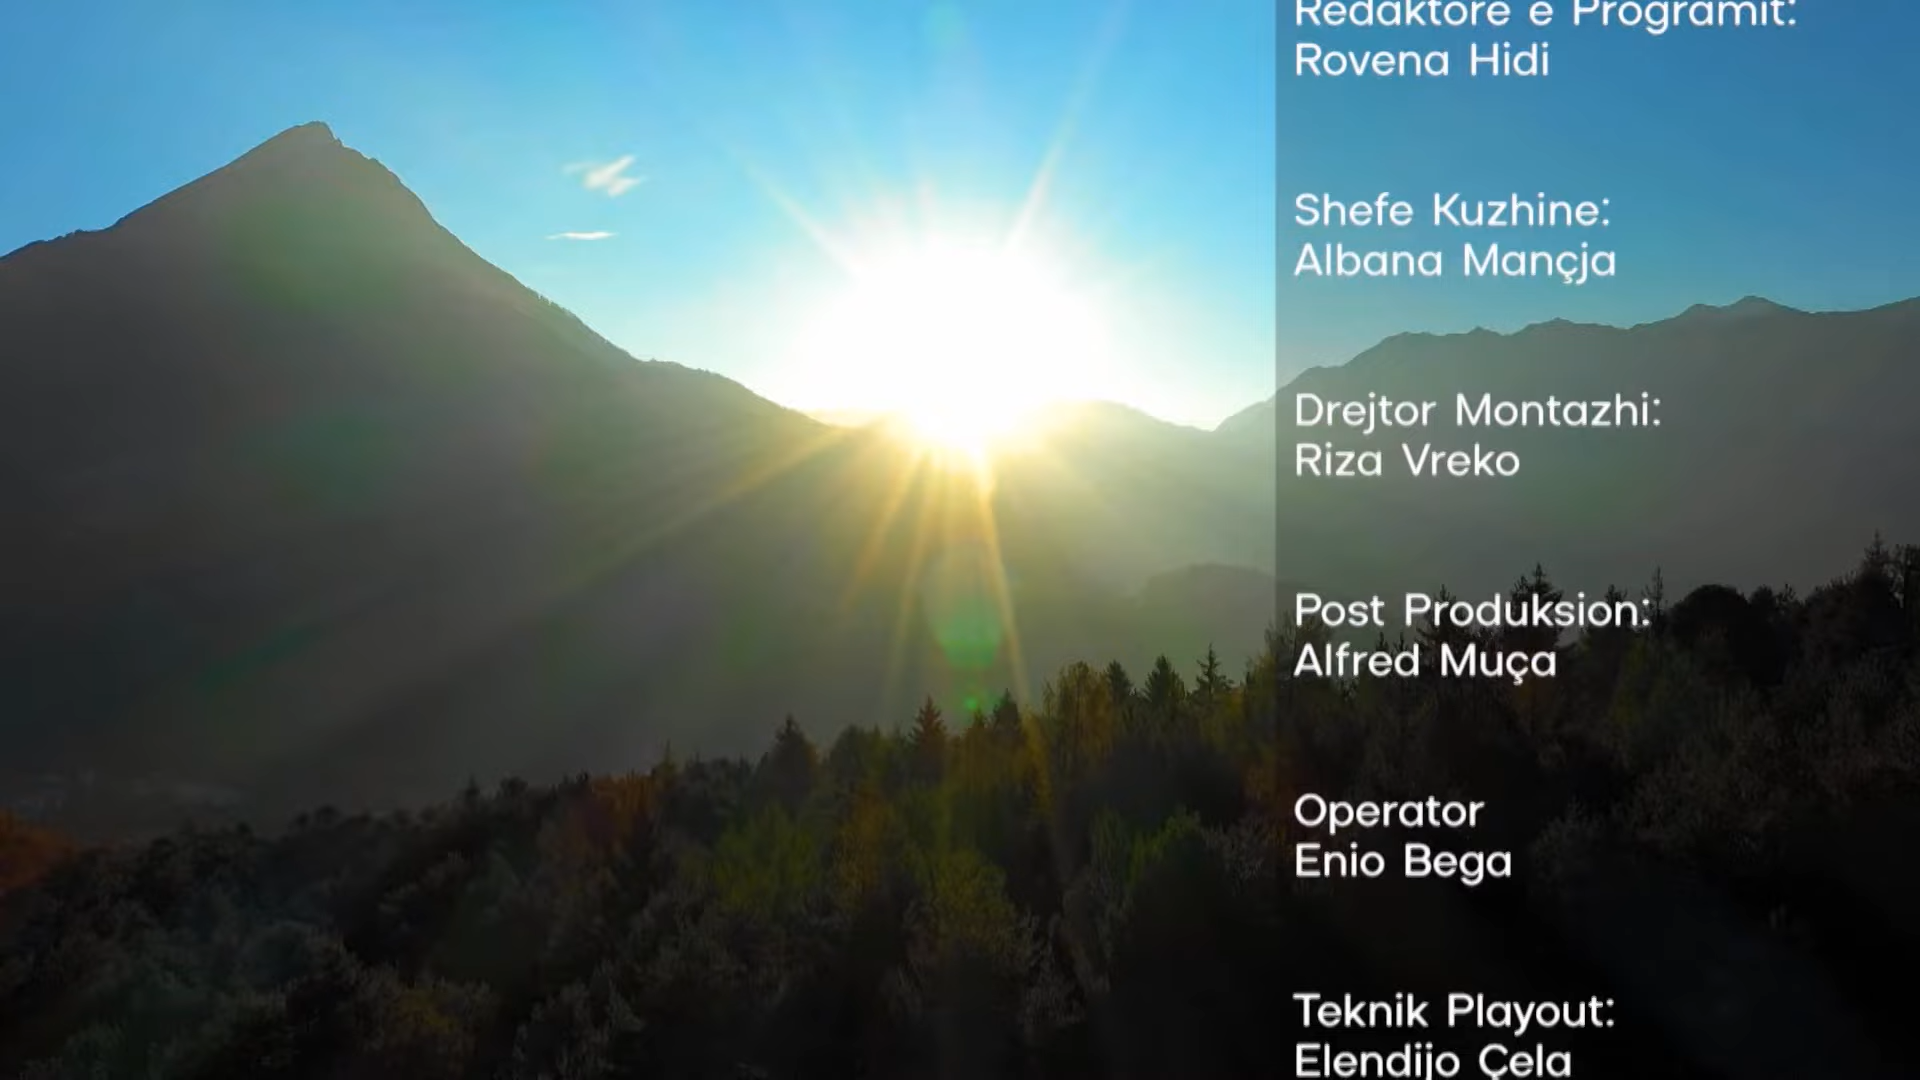 Redaktore e Programit:
Rovena Hidi
Shefe Kuzhine:
Albana Mançja
Drejtor Montazhi:
Riza Vreko
Post Produksion:
Alfred Muça
Operator
Enio Bega
Teknik Playout:
Elendijo Çela